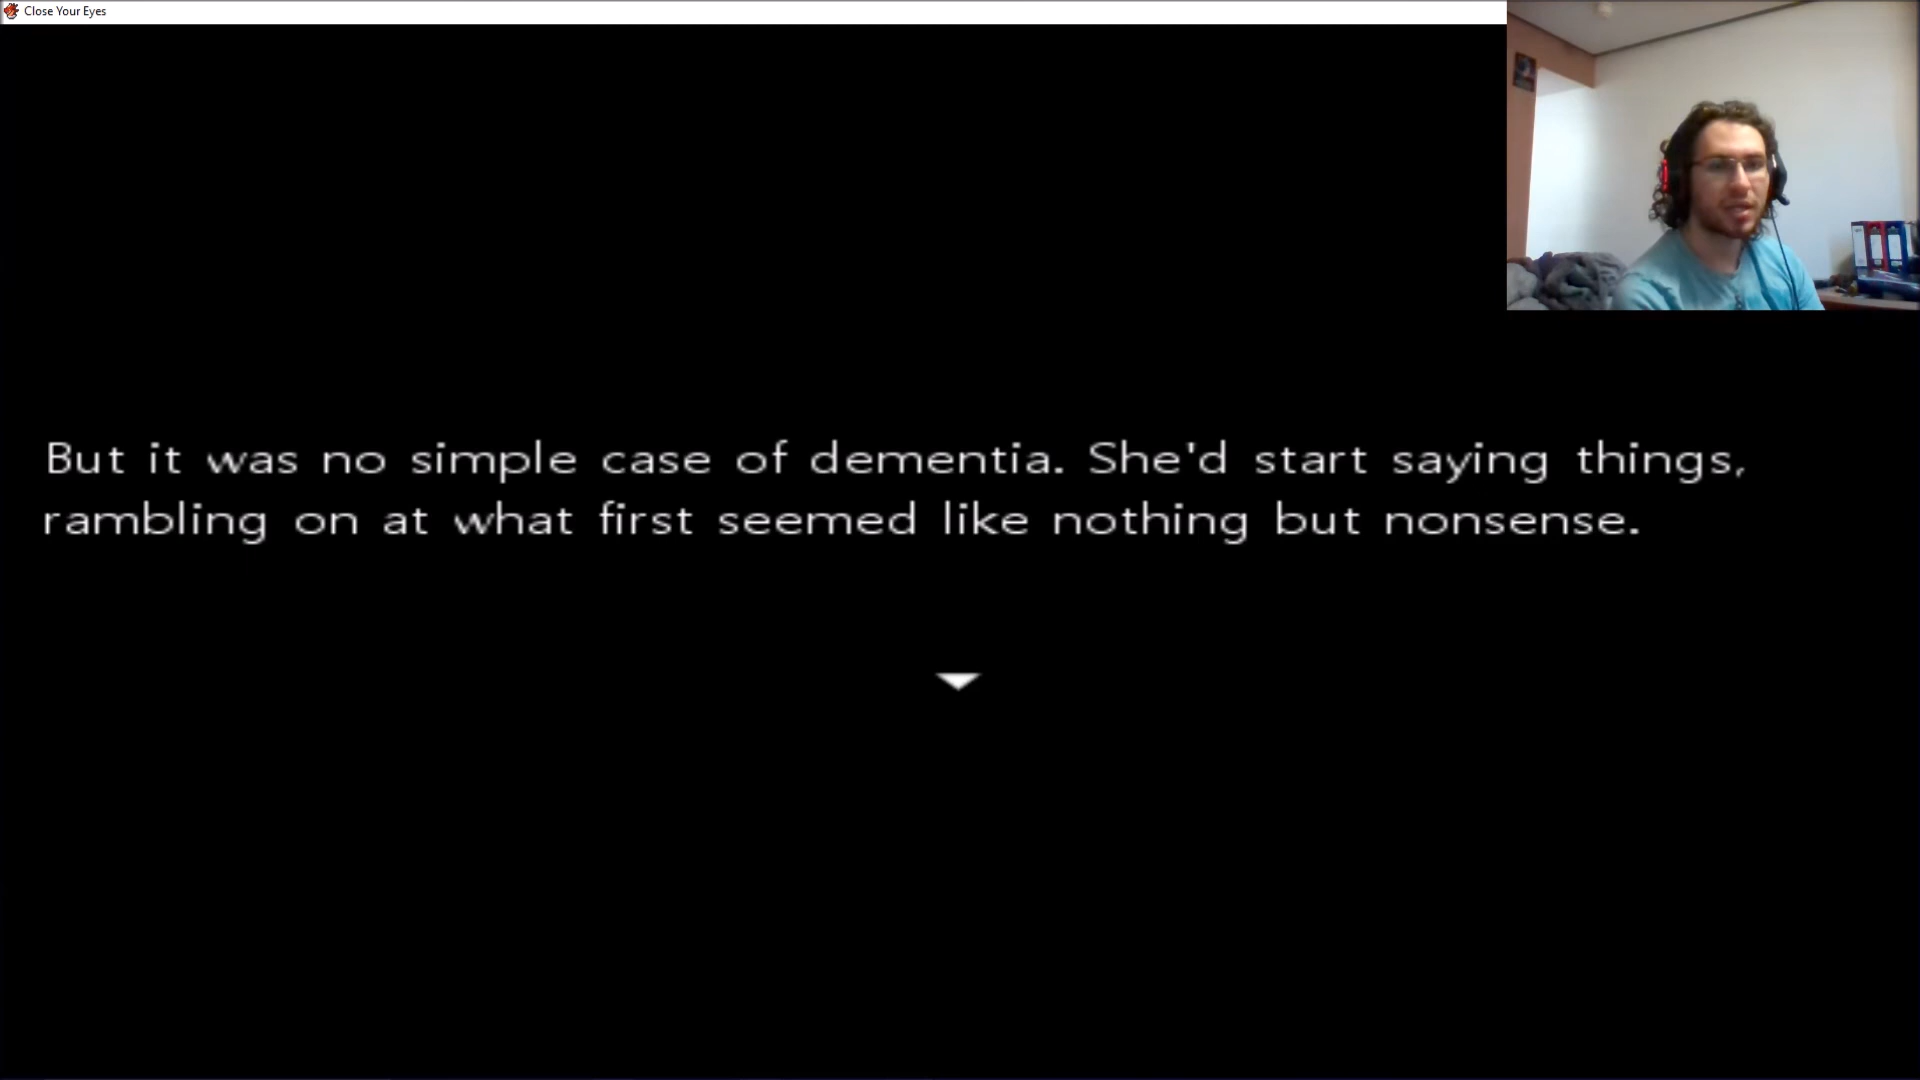 Close Your Eyes
But it was no simple case of dementia. She'd start saying things,
rambling on at what first seemed like nothing but nonsense.